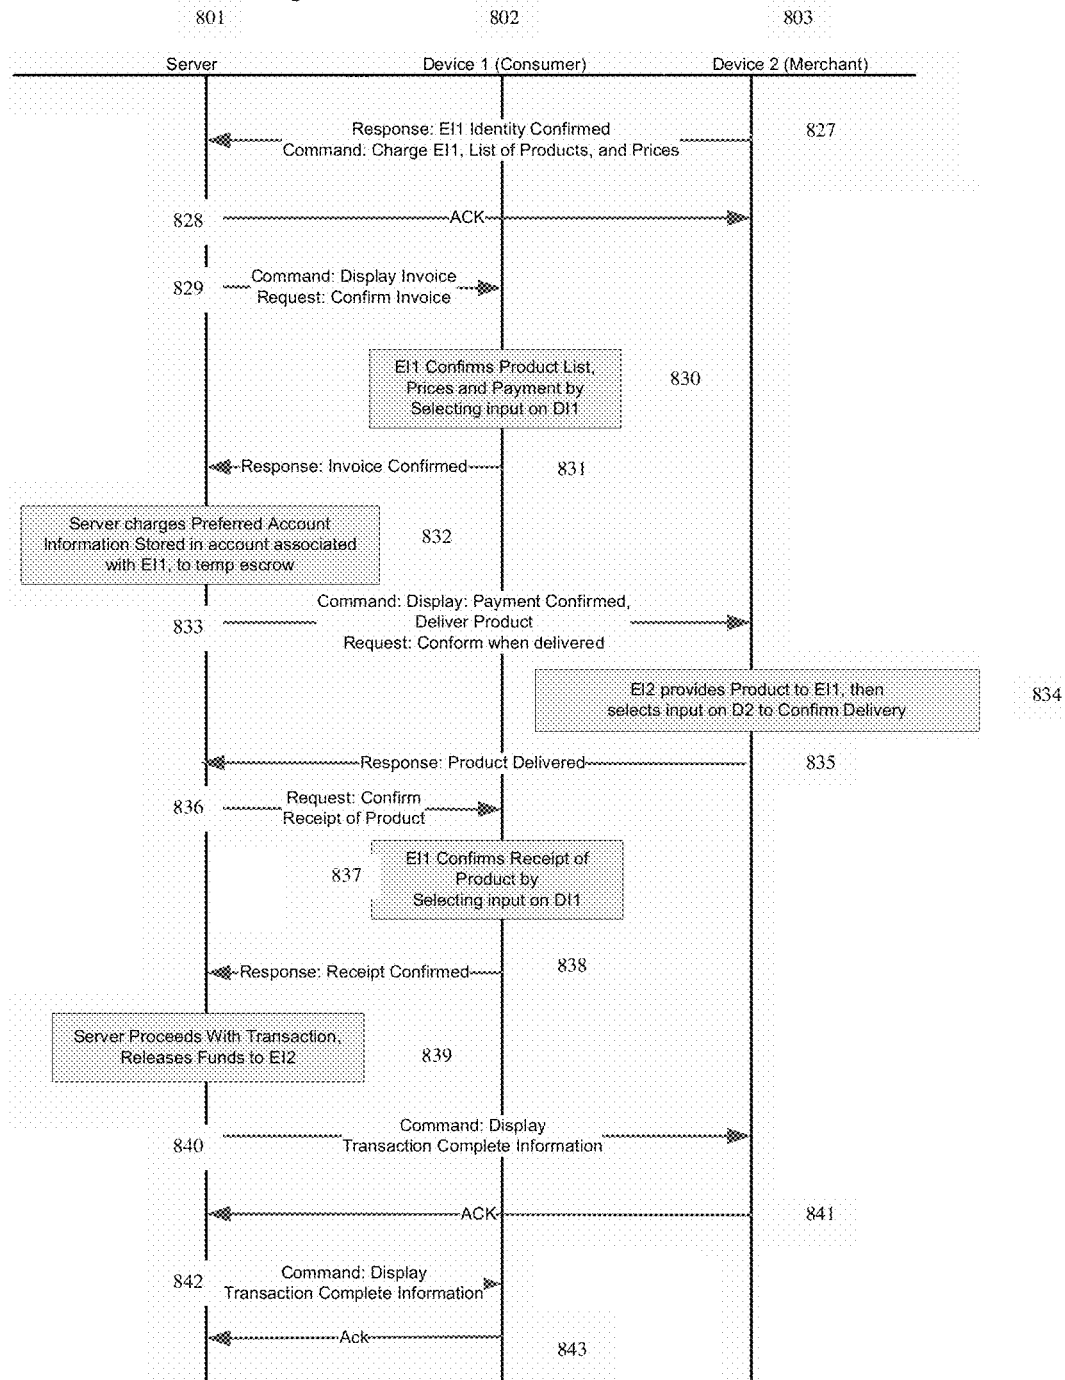 801 802 803
Server Device 1 (Consumer) Device 2 (Merchant)
Response: EI1 Identity Confirmed
Command: Charge EI1, List of Products, and Prices
827
828
ACK
829
Command: Display Invoice
Request: Confirm Invoice
EI1 Confirms Product List,
Prices and Payment by
Selecting input on DI1
830
Response: Invoice Confirmed
831
Server charges Preferred Account
Information Stored in account associated
with EI1, to temp escrow
832
833
Command: Display: Payment Confirmed,
Deliver Product
Request: Conform when delivered
EI2 provides Product to EI1, then
selects input on D2 to Confirm Delivery
834
Response: Product Delivered
835
836
Request: Confirm
Receipt of Product
837
EI1 Confirms Receipt of
Product by
Selecting input on DI1
Response: Receipt Confirmed
838
Server Proceeds With Transaction,
Releases Funds to EI2
839
840
Command: Display
Transaction Complete Information
ACK
841
842
Command: Display
Transaction Complete Information
Ack
843